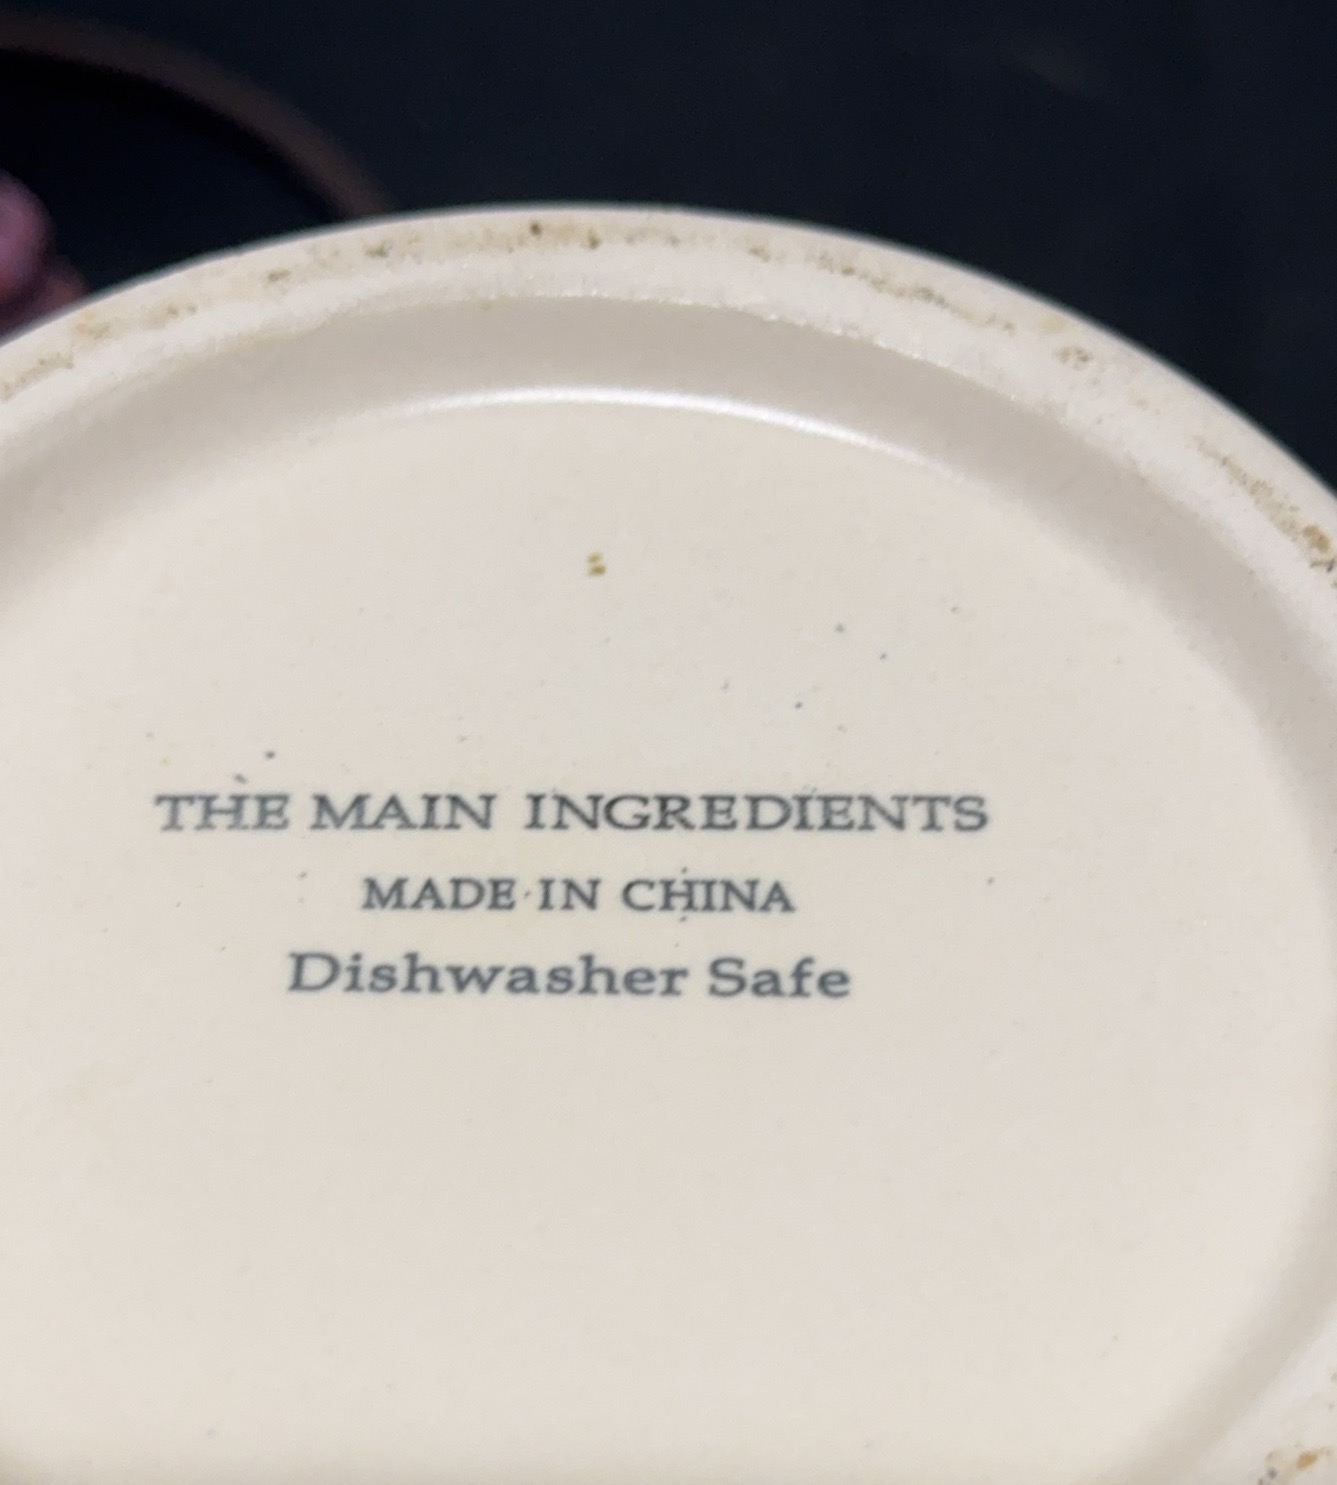 THE MAIN INGREDIENTS
MADE IN CHINA
Dishwasher Safe